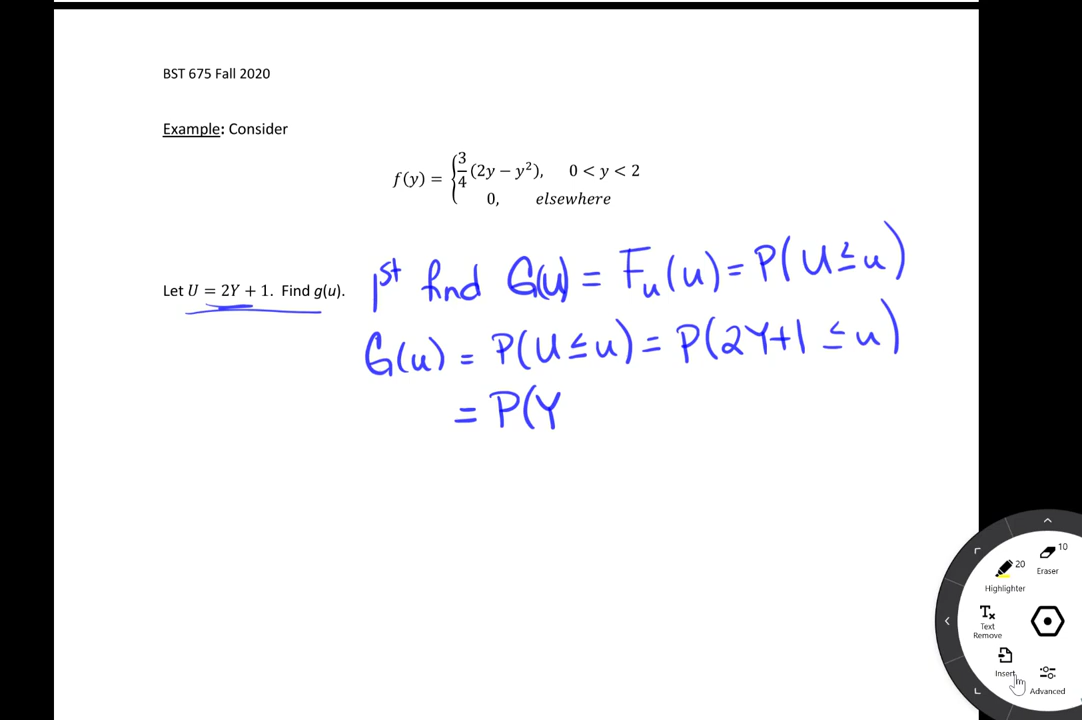 BST 675 Fall 2020
Example: Consider
f(y) = { 3/4 (2y − y²), 0 < y < 2
0, elsewhere
Let U = 2Y + 1. Find g(u). 1st find G(u) = F_u(u) = P(U ≤ u)
G(u) = P(U ≤ u) = P(2Y+1 ≤ u)
= P(Y
10
Eraser
20
Highlighter
Tx
Text
Remove
Insert
Advanced